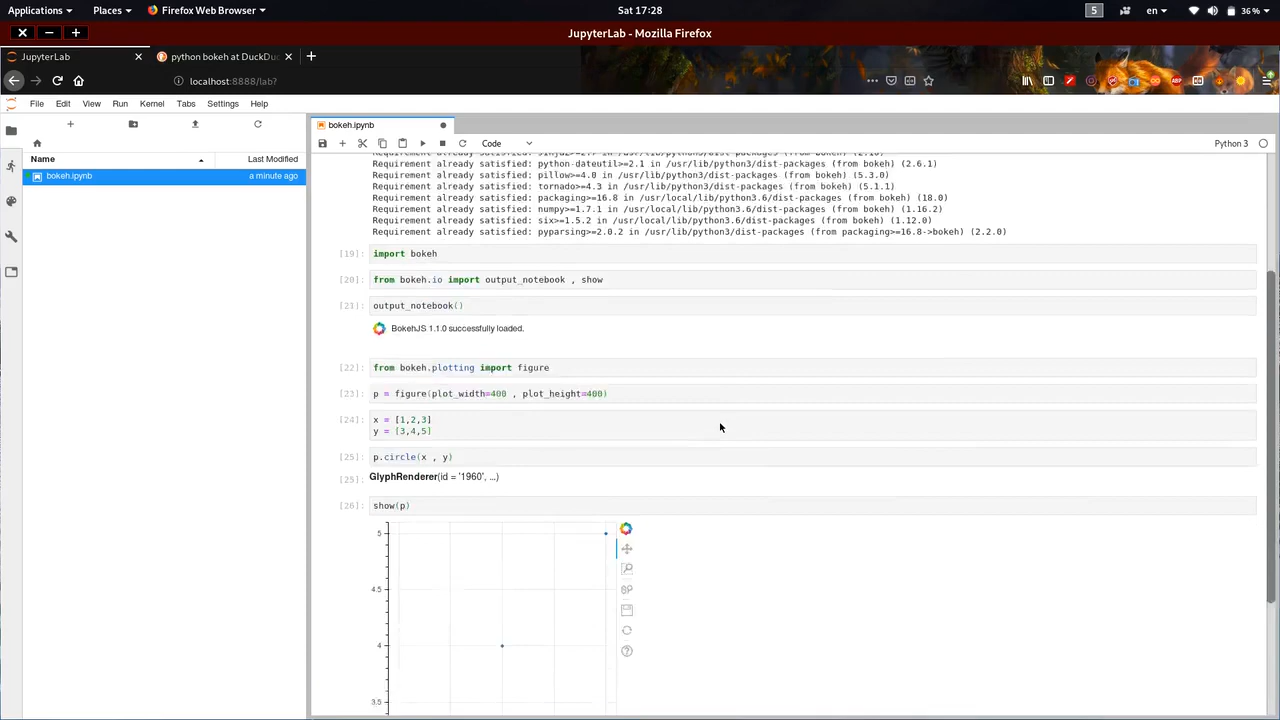 Applications
Places
Firefox Web Browser
Sat 17:28
5
en
36 %
JupyterLab - Mozilla Firefox
JupyterLab
python bokeh at DuckDuc
localhost:8888/lab?
File Edit View Run Kernel Tabs Settings Help
Name
Last Modified
bokeh.ipynb
a minute ago
bokeh.ipynb
Code
Python 3
Requirement already satisfied: python-dateutil>=2.1 in /usr/lib/python3/dist-packages (from bokeh) (2.6.1)
Requirement already satisfied: pillow>=4.0 in /usr/lib/python3/dist-packages (from bokeh) (5.3.0)
Requirement already satisfied: tornado>=4.3 in /usr/lib/python3/dist-packages (from bokeh) (5.1.1)
Requirement already satisfied: packaging>=16.8 in /usr/local/lib/python3.6/dist-packages (from bokeh) (18.0)
Requirement already satisfied: numpy>=1.7.1 in /usr/local/lib/python3.6/dist-packages (from bokeh) (1.16.2)
Requirement already satisfied: six>=1.5.2 in /usr/local/lib/python3.6/dist-packages (from bokeh) (1.12.0)
Requirement already satisfied: pyparsing>=2.0.2 in /usr/lib/python3/dist-packages (from packaging>=16.8->bokeh) (2.2.0)
[19]: import bokeh
[20]: from bokeh.io import output_notebook , show
[21]: output_notebook()
BokehJS 1.1.0 successfully loaded.
[22]: from bokeh.plotting import figure
[23]: p = figure(plot_width=400 , plot_height=400)
[24]: x = [1,2,3]
y = [3,4,5]
[25]: p.circle(x , y)
[25]: GlyphRenderer(id = '1960', ...)
[26]: show(p)
5
4.5
4
3.5